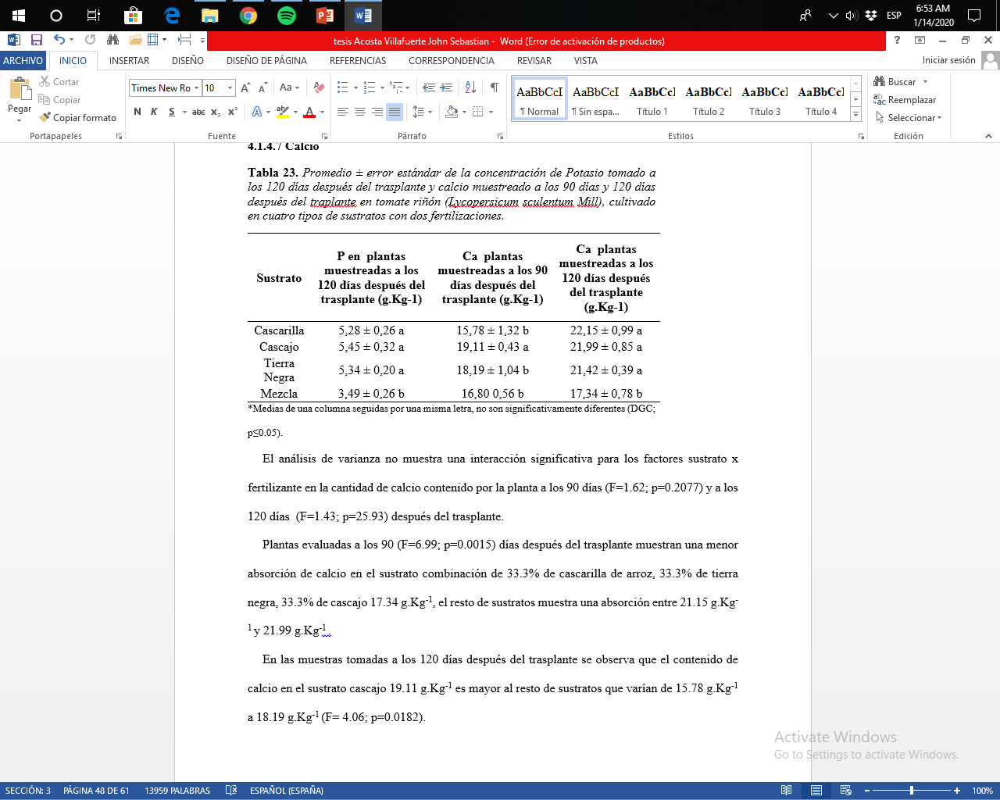 6:53 AM
ESP
1/14/2020
tesis Acosta Villafuerte John Sebastian - Word (Error de activación de productos)
ARCHIVO INICIO INSERTAR DISEÑO DISEÑO DE PÁGINA REFERENCIAS CORRESPONDENCIA REVISAR VISTA Iniciar sesión
Pegar
Cortar
Copiar
Copiar formato
Times New Ro 10
N K S abc x₂ x²
AaBbCcI AaBbCcI AaBbCcI AaBbCcI AaBbCcI AaBbCcI
¶ Normal ¶ Sin espa... Título 1 Título 2 Título 3 Título 4
Buscar
Reemplazar
Seleccionar
Portapapeles Fuente Párrafo Estilos Edición
4.1.4.7 Calcio
Tabla 23. Promedio ± error estándar de la concentración de Potasio tomado a
los 120 días después del trasplante y calcio muestreado a los 90 días y 120 días
después del traplante en tomate riñón (Lycopersicum sculentum Mill), cultivado
en cuatro tipos de sustratos con dos fertilizaciones.
Sustrato
P en plantas
muestreadas a los
120 días después del
trasplante (g.Kg-1)
Ca plantas
muestreadas a los 90
días después del
trasplante (g.Kg-1)
Ca plantas
muestreadas a los
120 días después
del trasplante
(g.Kg-1)
Cascarilla 5,28 ± 0,26 a 15,78 ± 1,32 b 22,15 ± 0,99 a
Cascajo 5,45 ± 0,32 a 19,11 ± 0,43 a 21,99 ± 0,85 a
Tierra
Negra 5,34 ± 0,20 a 18,19 ± 1,04 b 21,42 ± 0,39 a
Mezcla 3,49 ± 0,26 b 16,80 0,56 b 17,34 ± 0,78 b
*Medias de una columna seguidas por una misma letra, no son significativamente diferentes (DGC;
p≤0.05).
El análisis de varianza no muestra una interacción significativa para los factores sustrato x
fertilizante en la cantidad de calcio contenido por la planta a los 90 días (F=1.62; p=0.2077) y a los
120 días (F=1.43; p=25.93) después del trasplante.
Plantas evaluadas a los 90 (F=6.99; p=0.0015) días después del trasplante muestran una menor
absorción de calcio en el sustrato combinación de 33.3% de cascarilla de arroz, 33.3% de tierra
negra, 33.3% de cascajo 17.34 g.Kg-1, el resto de sustratos muestra una absorción entre 21.15 g.Kg-
1 y 21.99 g.Kg-1 .
En las muestras tomadas a los 120 días después del trasplante se observa que el contenido de
calcio en el sustrato cascajo 19.11 g.Kg-1 es mayor al resto de sustratos que varían de 15.78 g.Kg-1
a 18.19 g.Kg-1 (F= 4.06; p=0.0182).
Activate Windows
Go to Settings to activate Windows.
SECCIÓN: 3 PÁGINA 48 DE 61 13959 PALABRAS ESPAÑOL (ESPAÑA) 100%